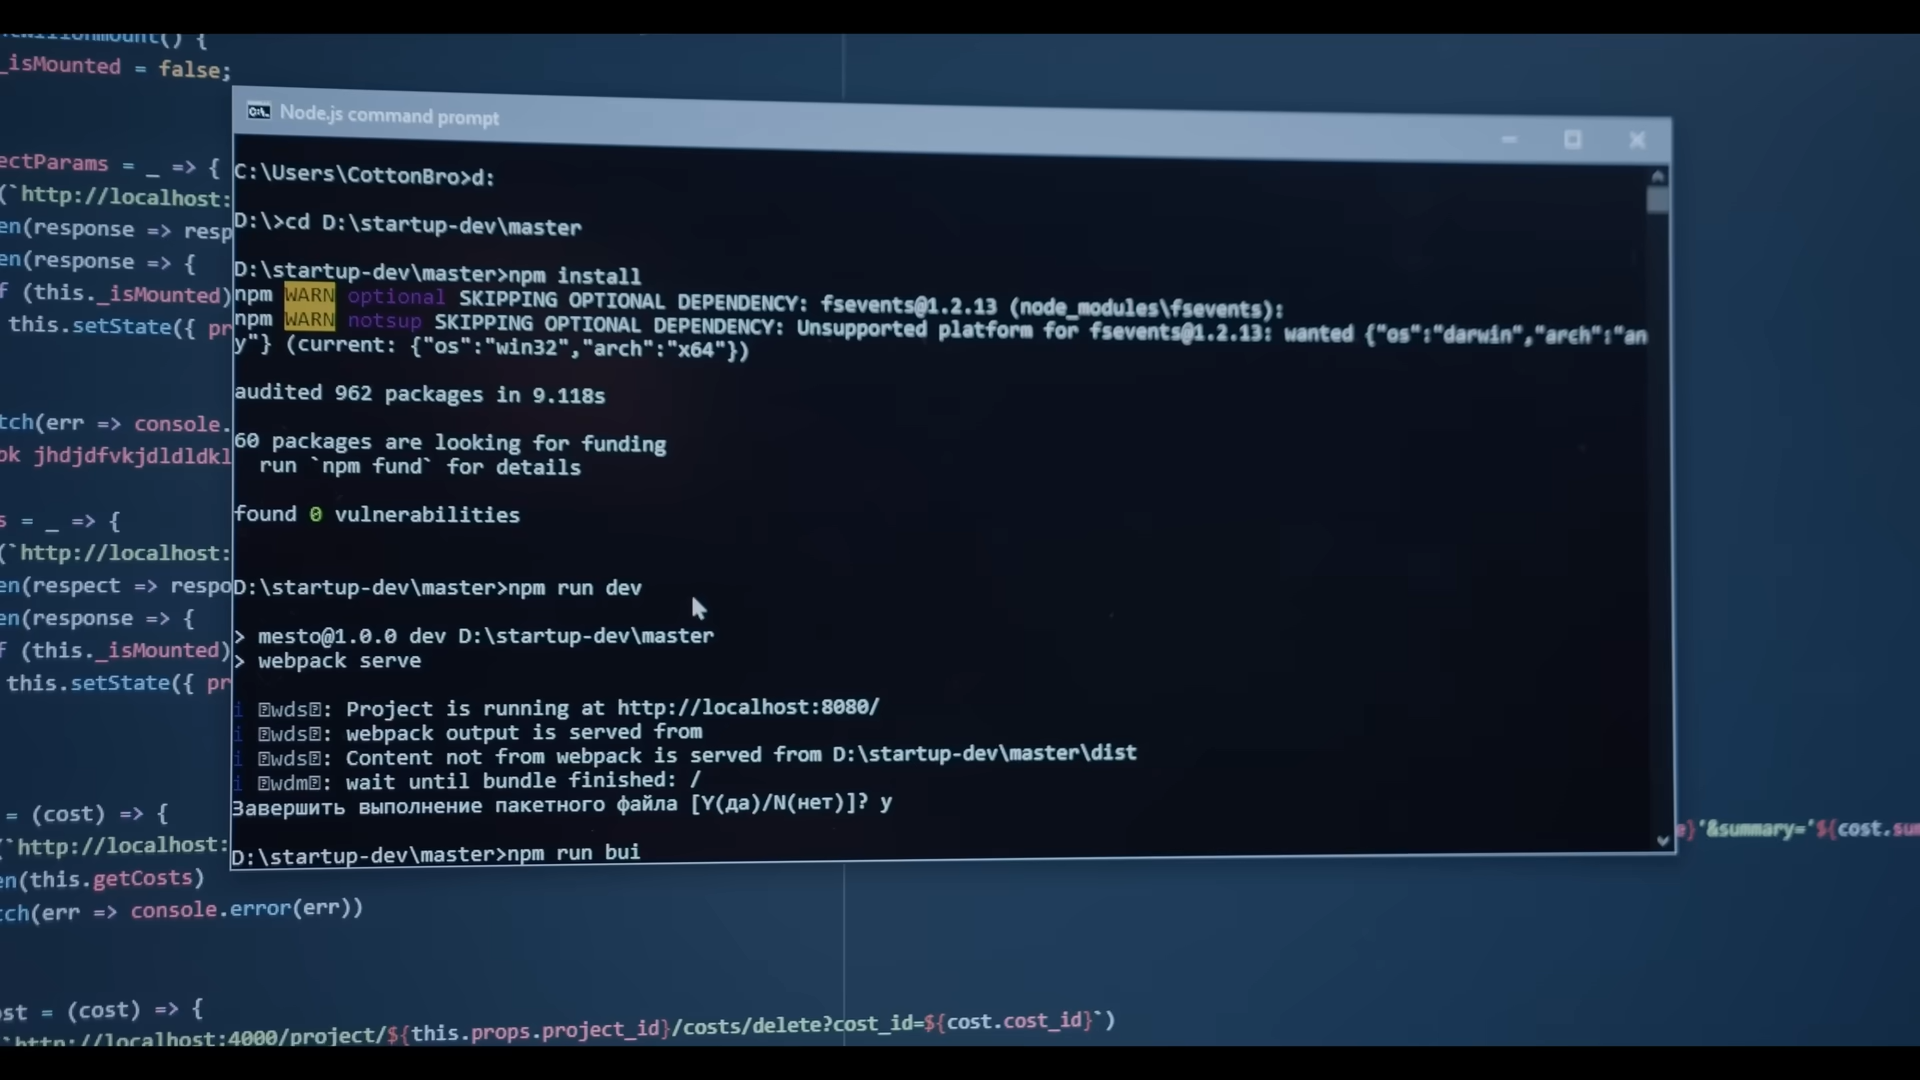 _isMounted = false;
ectParams = _ => {
(`http://localhost:
en(response => resp
en(response => {
f (this._isMounted)
this.setState({ pr
tch(err => console.
ok jhdjdfvkjdldldkl
s = _ => {
(`http://localhost:
en(respect => respo
en(response => {
f (this._isMounted)
this.setState({ pr
= (cost) => {
(`http://localhost:
en(this.getCosts)
tch(err => console.error(err))
ost = (cost) => {
`http://localhost:4000/project/${this.props.project_id}/costs/delete?cost_id=${cost.cost_id}`)
Node.js command prompt
C:\Users\CottonBro>d:
D:\>cd D:\startup-dev\master
D:\startup-dev\master>npm install
npm WARN optional SKIPPING OPTIONAL DEPENDENCY: fsevents@1.2.13 (node_modules\fsevents):
npm WARN notsup SKIPPING OPTIONAL DEPENDENCY: Unsupported platform for fsevents@1.2.13: wanted {"os":"darwin","arch":"an
y"} (current: {"os":"win32","arch":"x64"})
audited 962 packages in 9.118s
60 packages are looking for funding
run `npm fund` for details
found 0 vulnerabilities
D:\startup-dev\master>npm run dev
> mesto@1.0.0 dev D:\startup-dev\master
> webpack serve
i ⍰wds⍰: Project is running at http://localhost:8080/
i ⍰wds⍰: webpack output is served from
i ⍰wds⍰: Content not from webpack is served from D:\startup-dev\master\dist
i ⍰wdm⍰: wait until bundle finished: /
Завершить выполнение пакетного файла [Y(да)/N(нет)]? y
D:\startup-dev\master>npm run bui
e}'&summary='${cost.sum